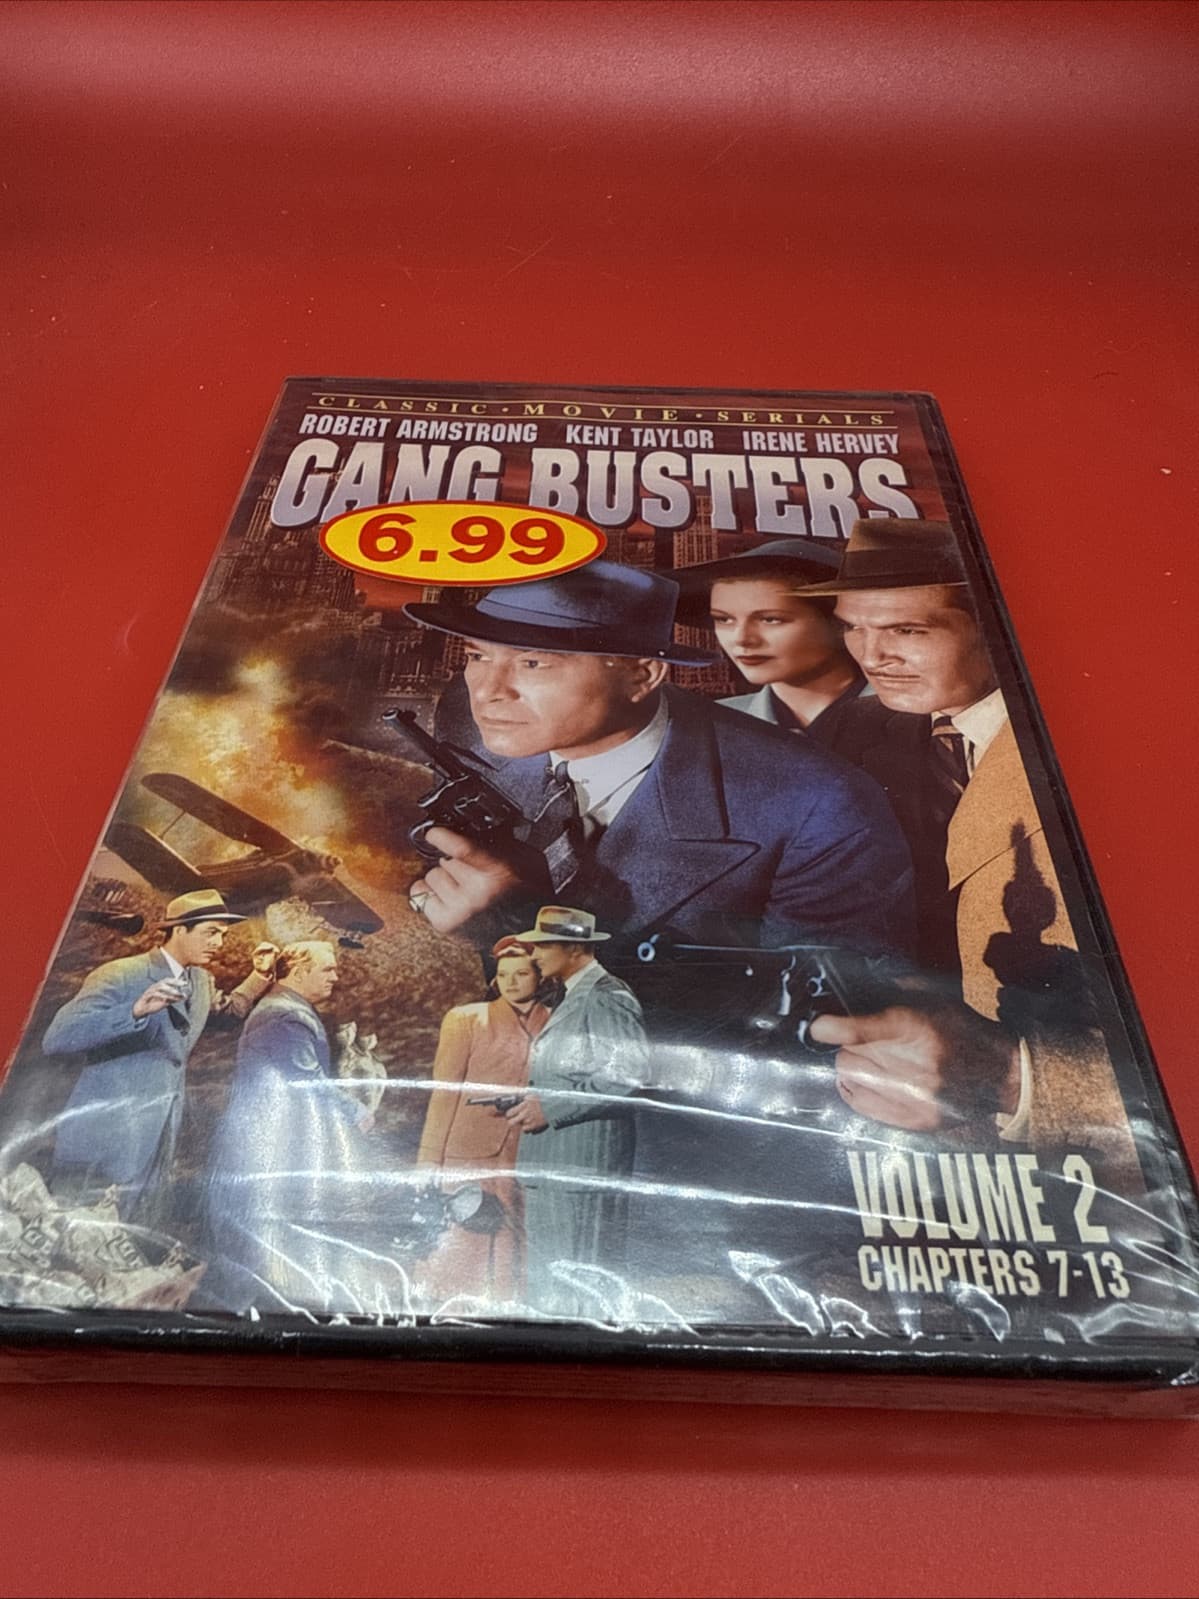 CLASSIC · MOVIE · SERIALS
ROBERT ARMSTRONG KENT TAYLOR IRENE HERVEY
GANG BUSTERS
6.99
VOLUME 2
CHAPTERS 7-13